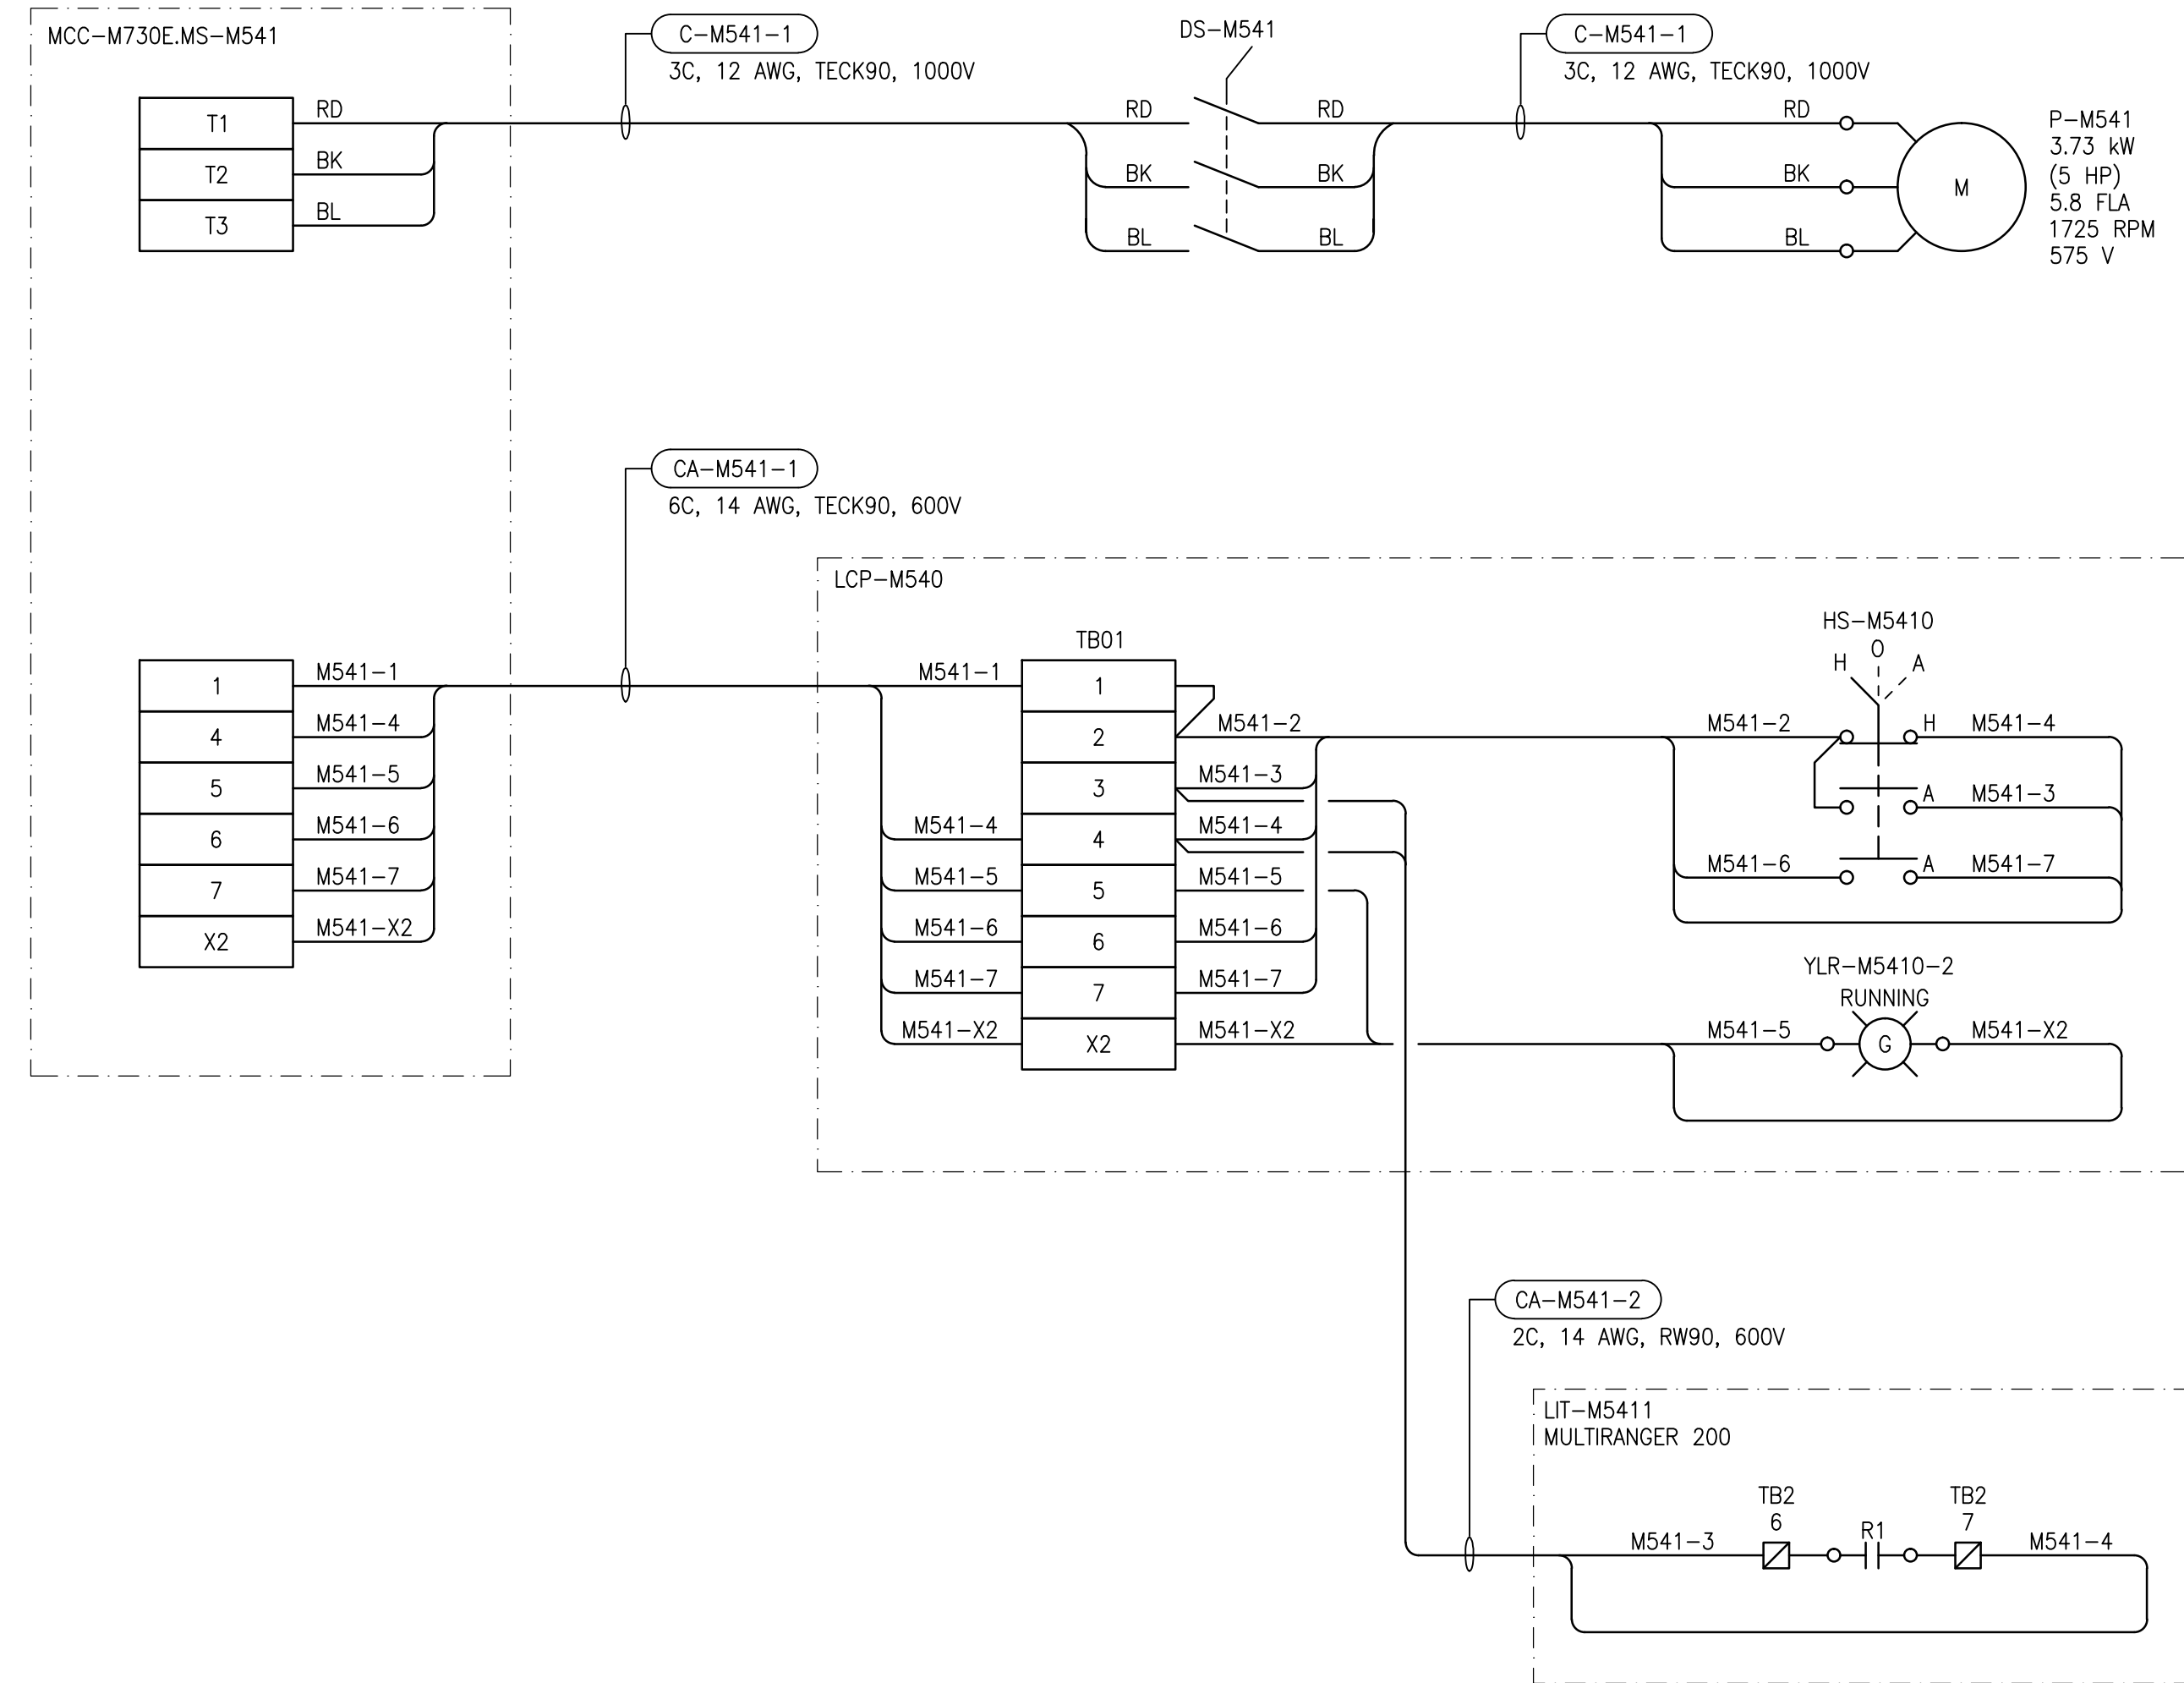 MCC-M730E.MS-M541
C-M541-1
3C, 12 AWG, TECK90, 1000V
DS-M541
C-M541-1
3C, 12 AWG, TECK90, 1000V
T1
RD
RD
RD
RD
T2
BK
BK
BK
BK
T3
BL
BL
BL
BL
M
P-M541
3.73 kW
(5 HP)
5.8 FLA
1725 RPM
575 V
CA-M541-1
6C, 14 AWG, TECK90, 600V
1
M541-1
4
M541-4
5
M541-5
6
M541-6
7
M541-7
X2
M541-X2
LCP-M540
TB01
M541-1
1
2
M541-2
3
M541-3
M541-4
4
M541-4
M541-5
5
M541-5
M541-6
6
M541-6
M541-7
7
M541-7
M541-X2
X2
M541-X2
HS-M5410
O
H
A
M541-2
H
M541-4
A
M541-3
M541-6
A
M541-7
YLR-M5410-2
RUNNING
M541-5
G
M541-X2
CA-M541-2
2C, 14 AWG, RW90, 600V
LIT-M5411
MULTIRANGER 200
TB2
6
R1
TB2
7
M541-3
M541-4